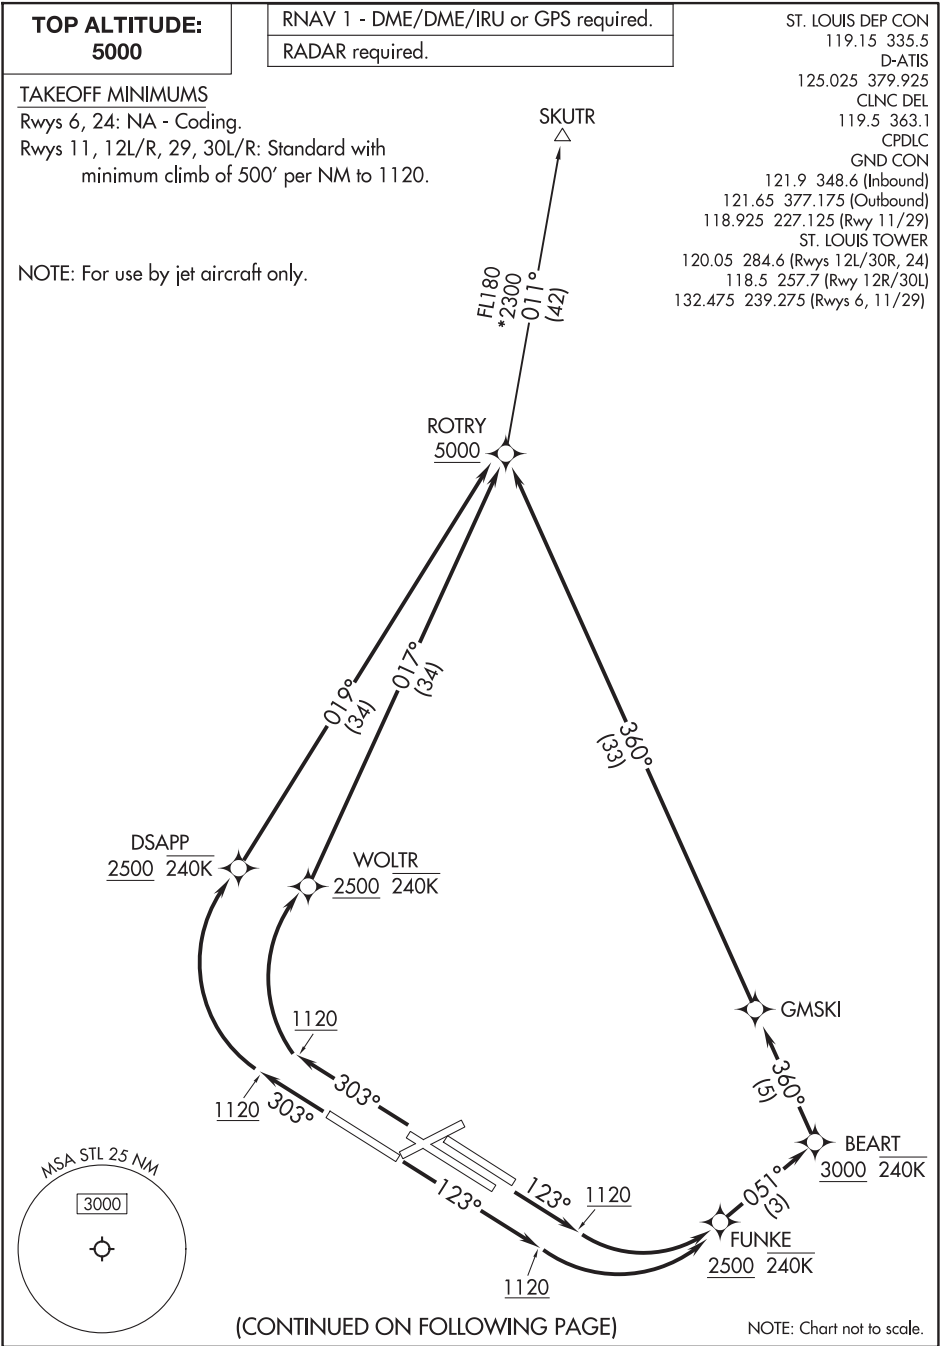 TOP ALTITUDE:
5000
RNAV 1 - DME/DME/IRU or GPS required.
RADAR required.
ST. LOUIS DEP CON
119.15 335.5
D-ATIS
125.025 379.925
CLNC DEL
119.5 363.1
CPDLC
GND CON
121.9 348.6 (Inbound)
121.65 377.175 (Outbound)
118.925 227.125 (Rwy 11/29)
ST. LOUIS TOWER
120.05 284.6 (Rwys 12L/30R, 24)
118.5 257.7 (Rwy 12R/30L)
132.475 239.275 (Rwys 6, 11/29)
TAKEOFF MINIMUMS
Rwys 6, 24: NA - Coding.
Rwys 11, 12L/R, 29, 30L/R: Standard with
minimum climb of 500' per NM to 1120.
NOTE: For use by jet aircraft only.
SKUTR
FL180
*2300
011°
(42)
ROTRY
5000
019°
(34)
017°
(34)
360°
(33)
DSAPP
2500 240K
WOLTR
2500 240K
GMSKI
360°
(5)
1120
303°
1120
303°
BEART
3000 240K
051°
(3)
123°
123°
1120
FUNKE
2500 240K
1120
MSA STL 25 NM
3000
(CONTINUED ON FOLLOWING PAGE)
NOTE: Chart not to scale.